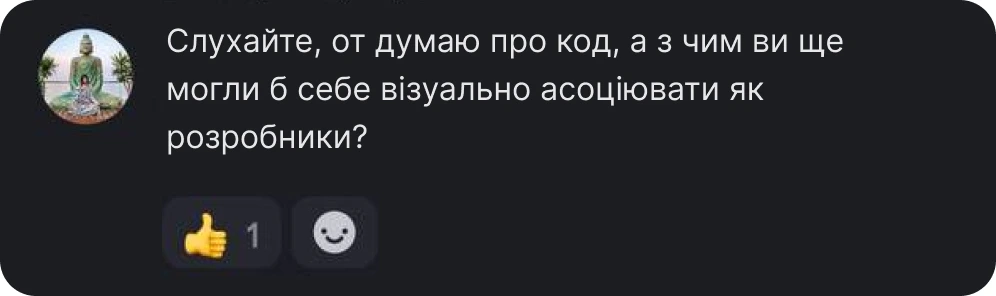 Слухайте, от думаю про код, а з чим ви ще
могли б себе візуально асоціювати як
розробники?
👍 1